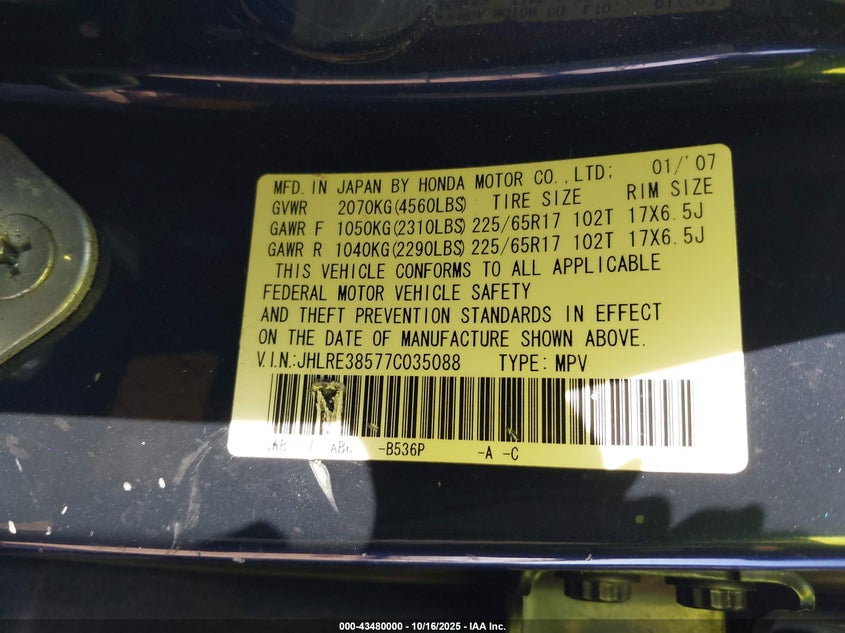 MFD. IN JAPAN BY HONDA MOTOR CO.,LTD; 01/'07
GVWR 2070KG(4560LBS) TIRE SIZE RIM SIZE
GAWR F 1050KG(2310LBS) 225/65R17 102T 17X6.5J
GAWR R 1040KG(2290LBS) 225/65R17 102T 17X6.5J
THIS VEHICLE CONFORMS TO ALL APPLICABLE
FEDERAL MOTOR VEHICLE SAFETY
AND THEFT PREVENTION STANDARDS IN EFFECT
ON THE DATE OF MANUFACTURE SHOWN ABOVE.
V.I.N.:JHLRE38577C035088 TYPE: MPV
-B536P -A -C
000-43480000 - 10/16/2025 - IAA Inc.